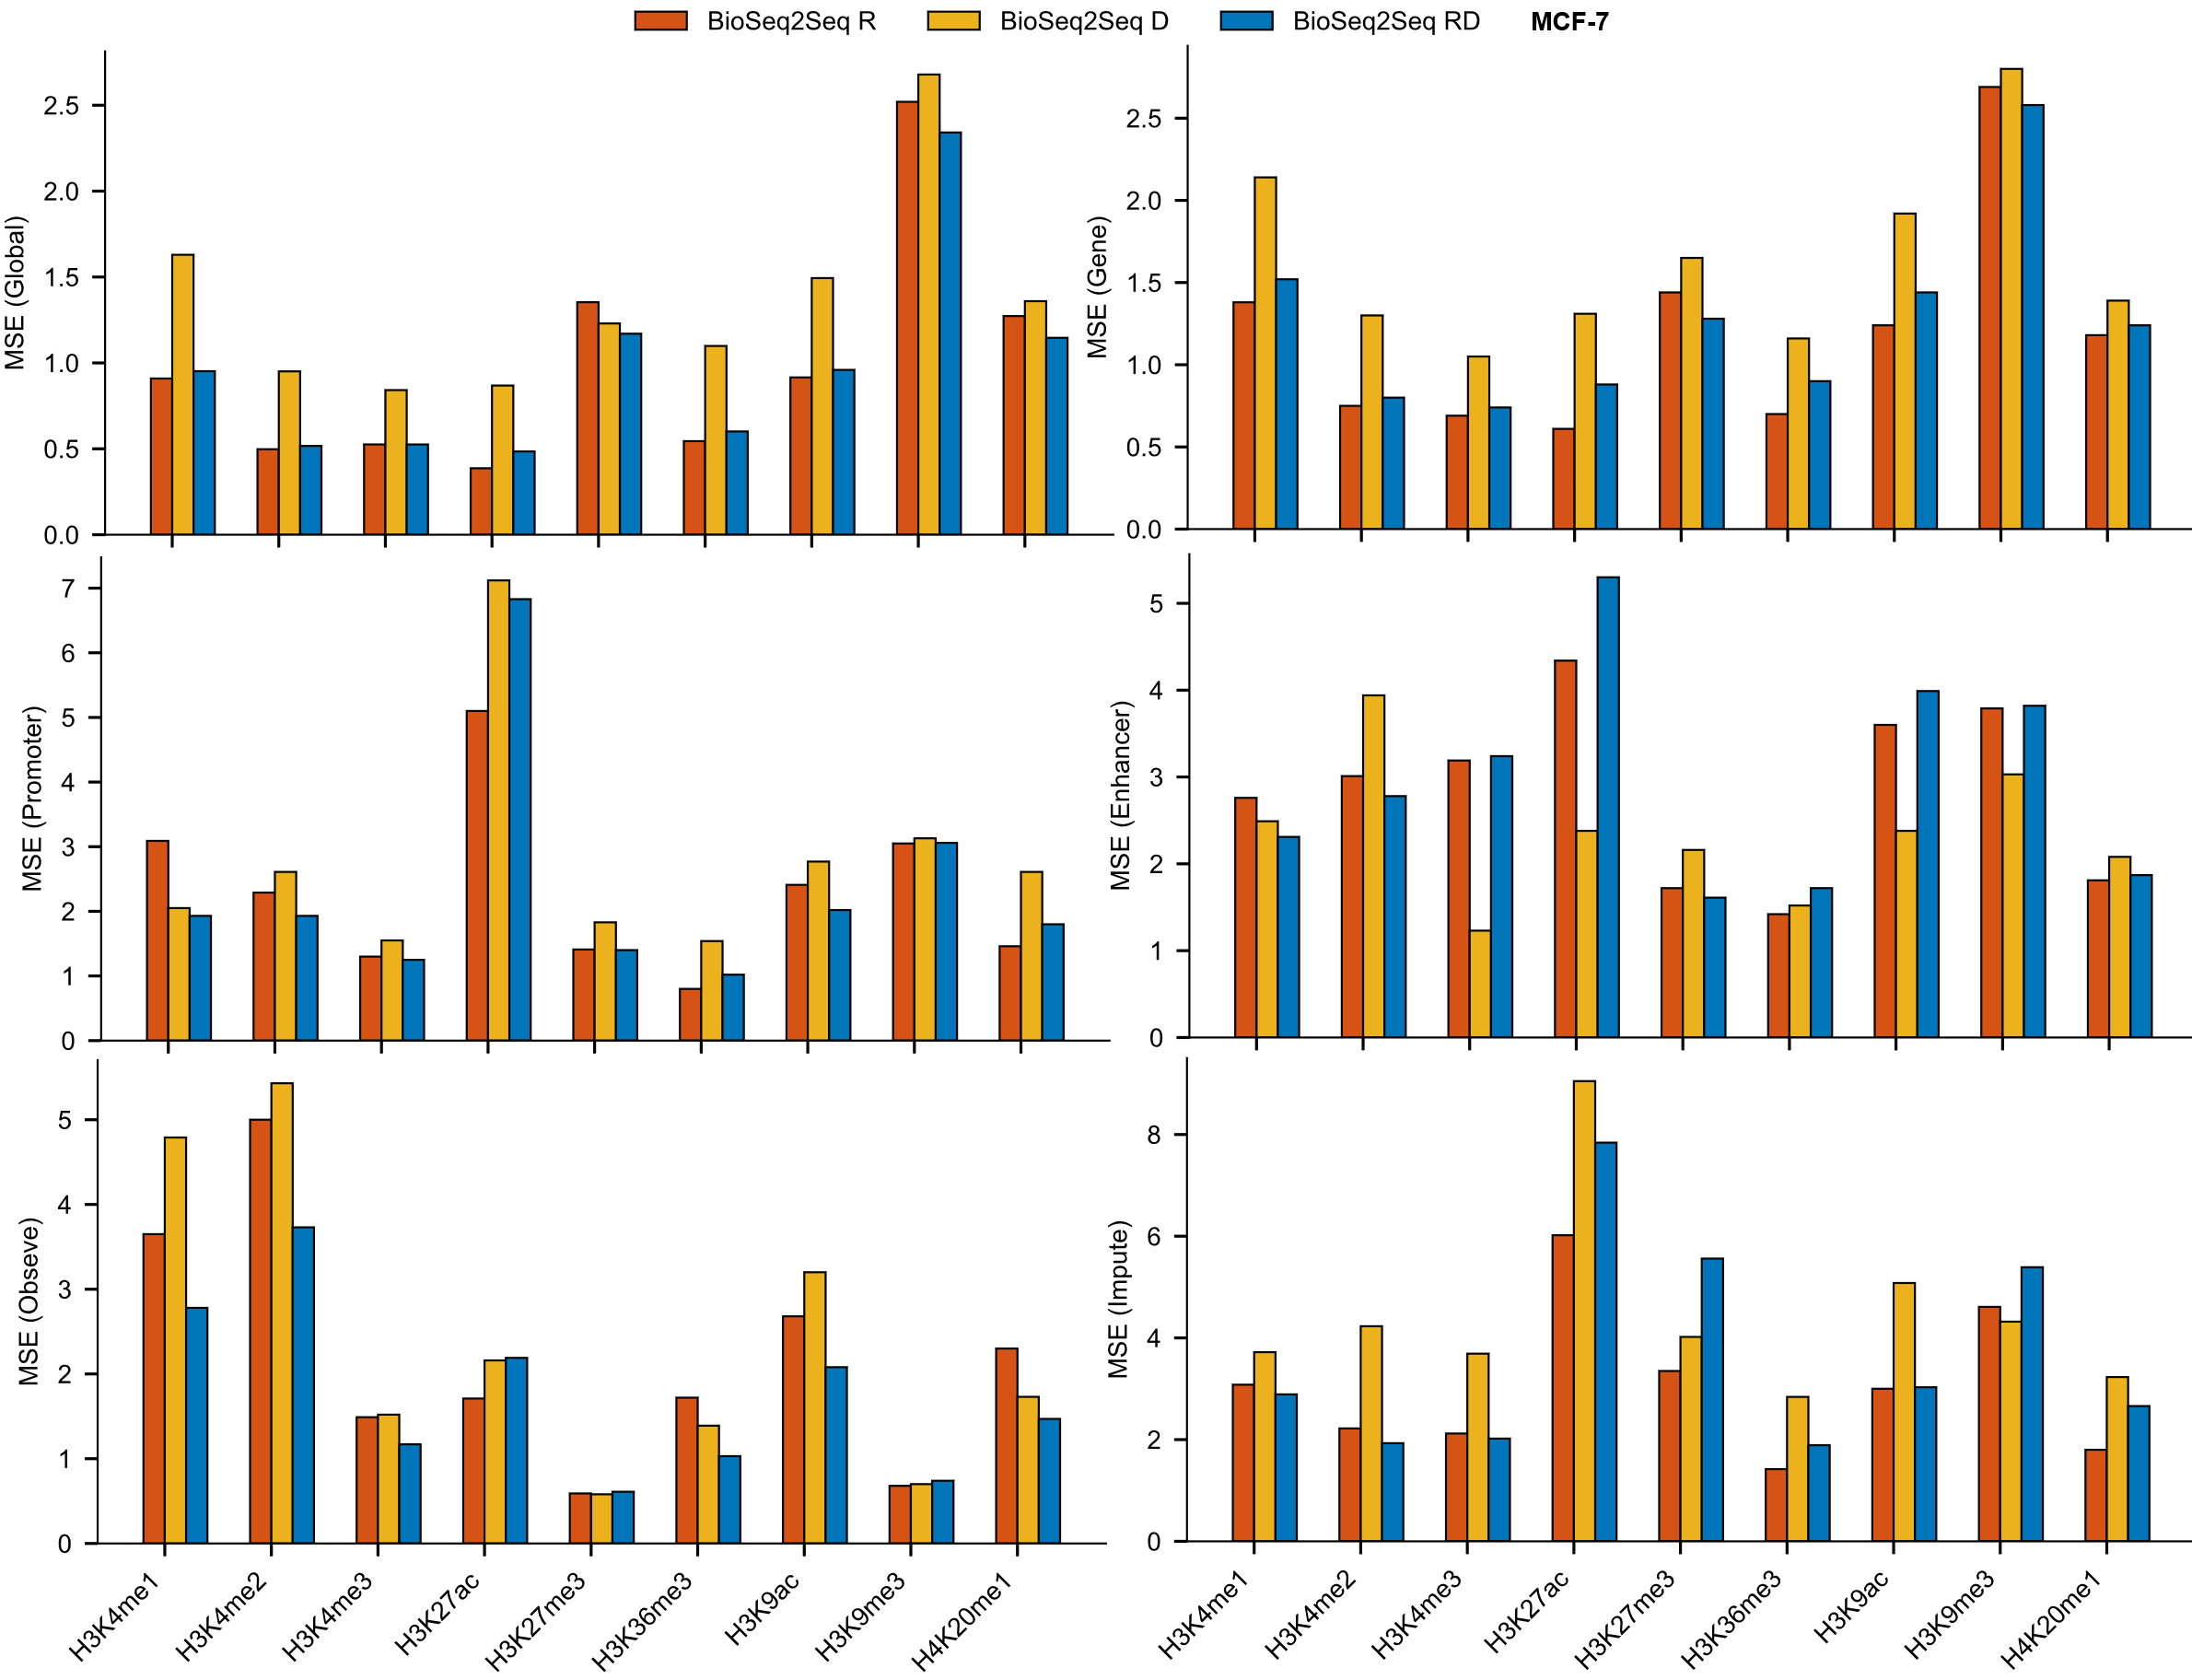 BioSeq2Seq R BioSeq2Seq D BioSeq2Seq RD MCF-7
MSE (Global)
2.5
2.0
1.5
1.0
0.5
0.0
MSE (Gene)
2.5
2.0
1.5
1.0
0.5
0.0
MSE (Promoter)
7
6
5
4
3
2
1
0
MSE (Enhancer)
5
4
3
2
1
0
MSE (Obseve)
5
4
3
2
1
0
H3K4me1
H3K4me2
H3K4me3
H3K27ac
H3K27me3
H3K36me3
H3K9ac
H3K9me3
H4K20me1
MSE (Impute)
8
6
4
2
0
H3K4me1
H3K4me2
H3K4me3
H3K27ac
H3K27me3
H3K36me3
H3K9ac
H3K9me3
H4K20me1